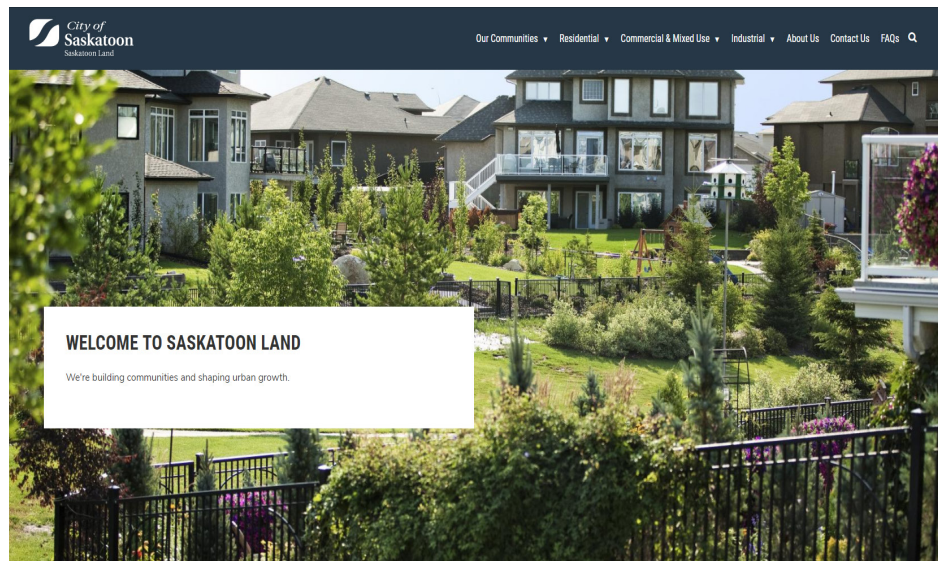 City of
Saskatoon
Saskatoon Land
Our Communities ▼ Residential ▼ Commercial & Mixed Use ▼ Industrial ▼ About Us Contact Us FAQs
WELCOME TO SASKATOON LAND
We're building communities and shaping urban growth.